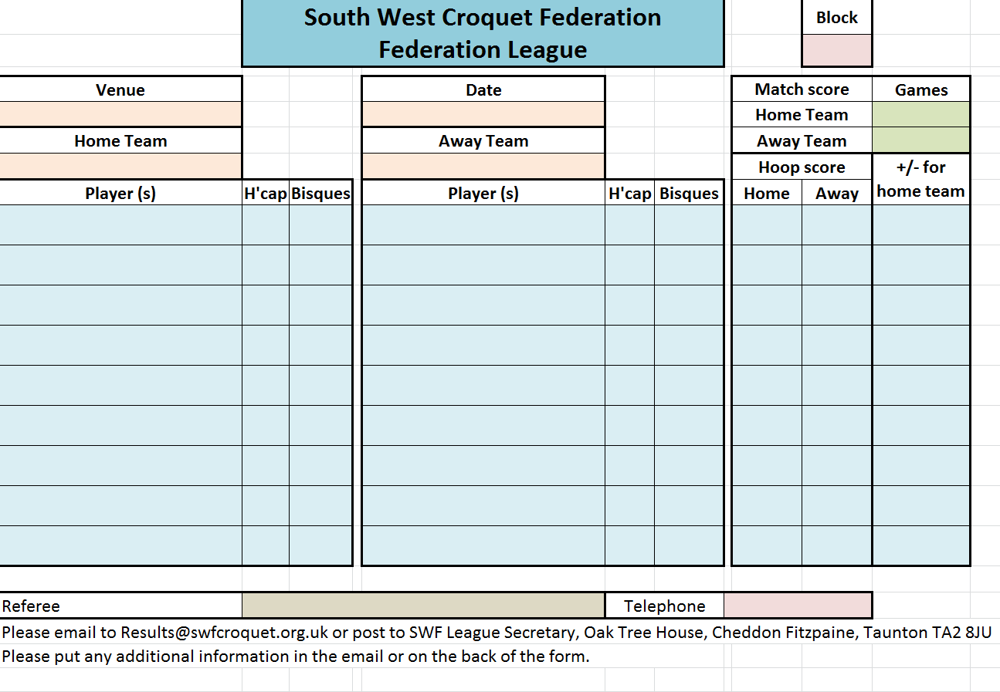 South West Croquet Federation
Federation League
Block
Venue
Date
Match score
Games
Home Team
Home Team
Away Team
Away Team
Hoop score
+/- for
home team
Player (s)
H'cap
Bisques
Player (s)
H'cap
Bisques
Home
Away
Referee
Telephone
Please email to Results@swfcroquet.org.uk or post to SWF League Secretary, Oak Tree House, Cheddon Fitzpaine, Taunton TA2 8JU
Please put any additional information in the email or on the back of the form.